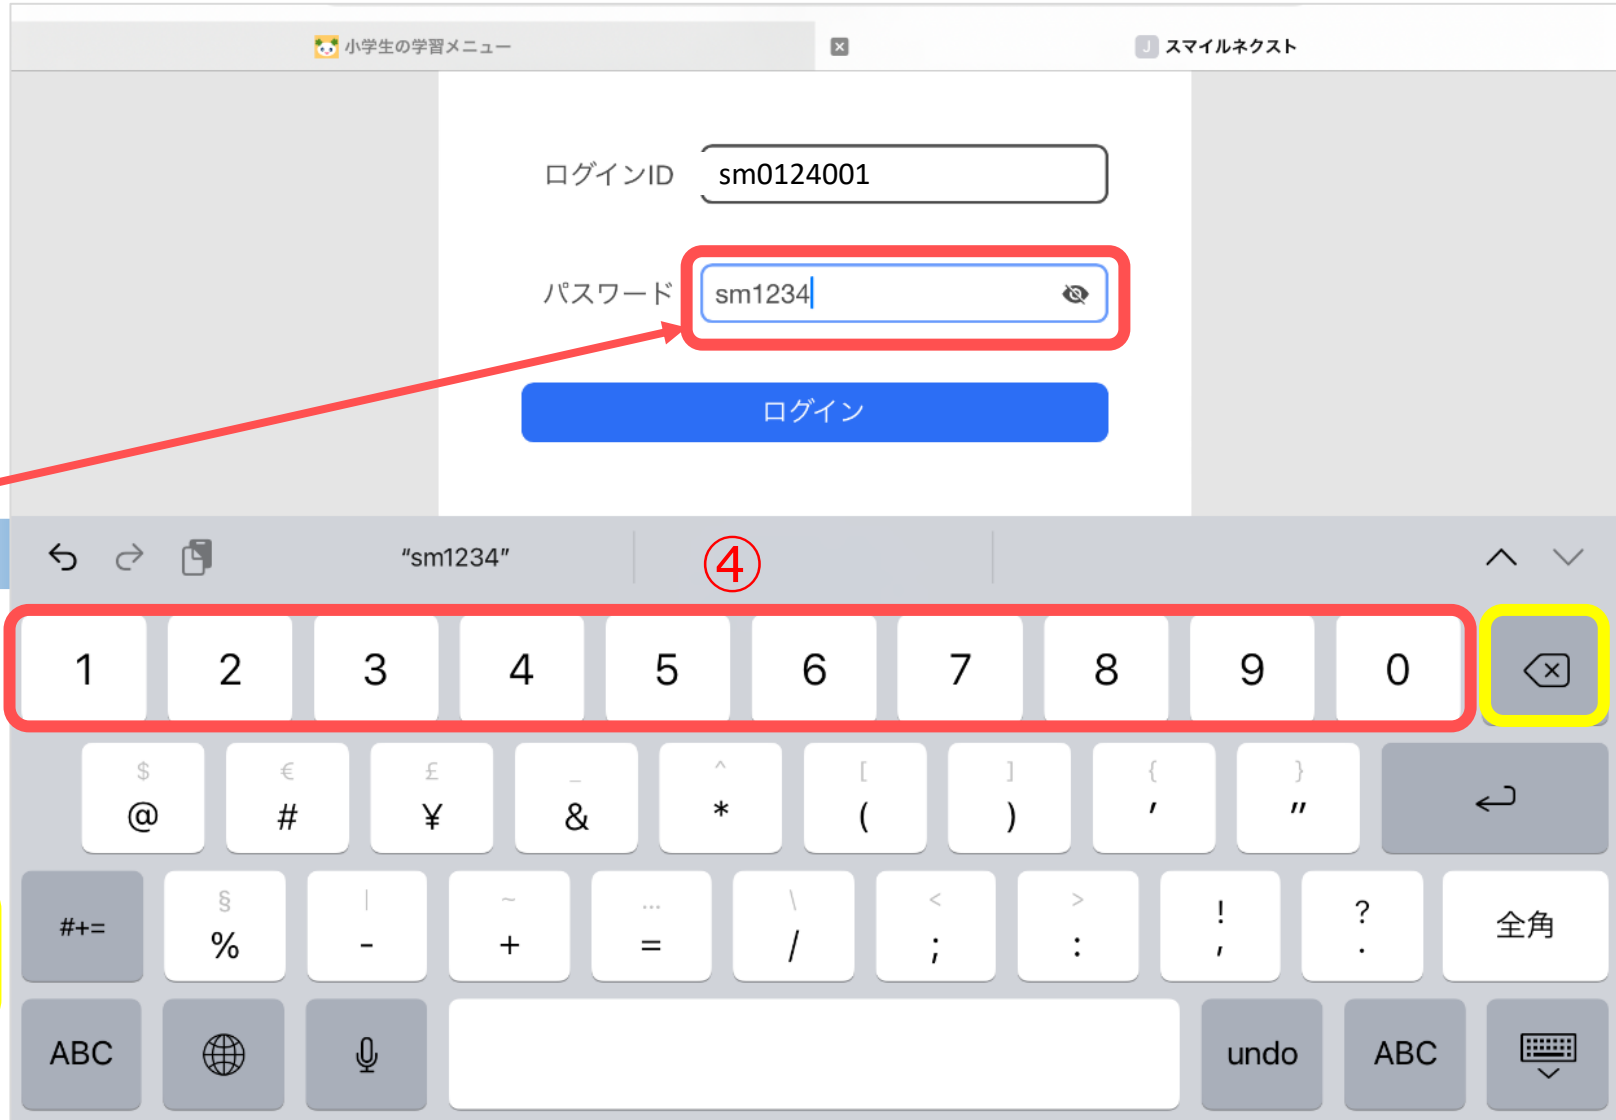 小学生の学習メニュー
J スマイルネクスト
ログインID sm0124001
パスワード sm1234
ログイン
“sm1234”
④
1 2 3 4 5 6 7 8 9 0
$ € £ _ ^ [ ] { }
@ # ¥ & * ( ) ' "
§ | ~ … \ < > ! ?
#+= % - + = / ; : , . 全角
ABC undo ABC